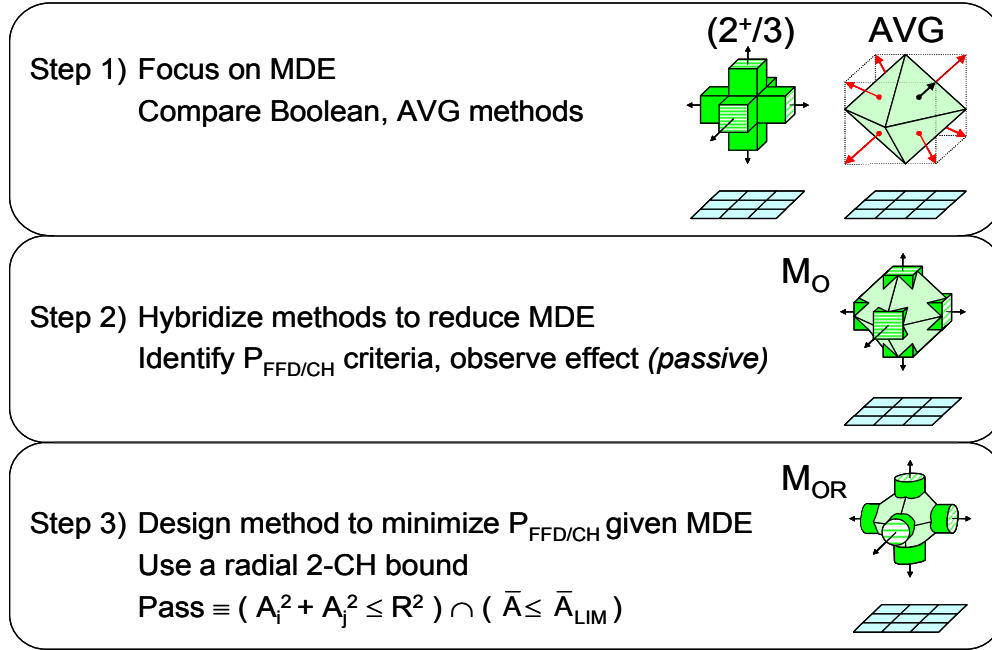 (2⁺/3) AVG
Step 1) Focus on MDE
Compare Boolean, AVG methods
M_O
Step 2) Hybridize methods to reduce MDE
Identify P_FFD/CH criteria, observe effect (passive)
M_OR
Step 3) Design method to minimize P_FFD/CH given MDE
Use a radial 2-CH bound
Pass ≡ ( A_i² + A_j² ≤ R² ) ∩ ( A̅ ≤ A̅_LIM )